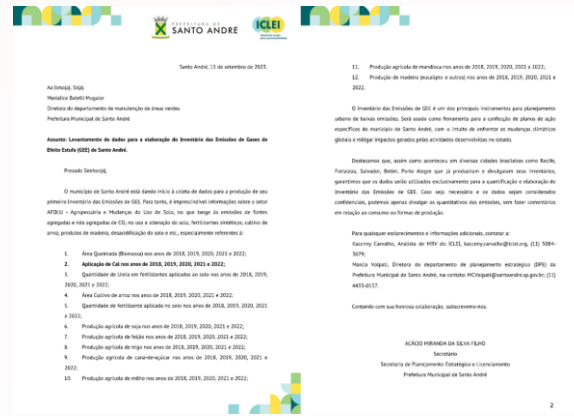 PREFEITURA DE
SANTO ANDRÉ
ICLEI
Santo André, 15 de setembro de 2023.
Ao Ilmo(a). Sr(a).
Diretora do departamento de manutenção de áreas verdes
Prefeitura Municipal de Santo André
Assunto: Levantamento de dados para a elaboração do Inventário das Emissões de Gases de
Efeito Estufa (GEE) de Santo André.
Prezado Senhor(a),
O município de Santo André está dando início à coleta de dados para a produção de seu
primeiro Inventário das Emissões de GEE. Para tanto, é imprescindível informações sobre o setor
AFOLU - Agropecuária e Mudanças do Uso do Solo, no que tange às emissões de fontes
agregadas e não agregadas de CO, no uso e alteração do solo, fertilizantes sintéticos, cultivo de
arroz, produtos de madeira, desacidificação do solo e etc., especialmente referentes à:
1. Área Queimada (Biomassa) nos anos de 2018, 2019, 2020, 2021 e 2022;
2. Aplicação de Cal nos anos de 2018, 2019, 2020, 2021 e 2022;
3. Quantidade de Ureia em fertilizantes aplicados ao solo nos anos de 2018, 2019,
2020, 2021 e 2022;
4. Área Cultivo de arroz nos anos de 2018, 2019, 2020, 2021 e 2022;
5. Quantidade de fertilizante aplicada no solo nos anos de 2018, 2019, 2020, 2021
e 2022;
6. Produção agrícola de soja nos anos de 2018, 2019, 2020, 2021 e 2022;
7. Produção agrícola de feijão nos anos de 2018, 2019, 2020, 2021 e 2022;
8. Produção agrícola de trigo nos anos de 2018, 2019, 2020, 2021 e 2022;
9. Produção agrícola de cana-de-açúcar nos anos de 2018, 2019, 2020, 2021 e
2022;
10. Produção agrícola de milho nos anos de 2018, 2019, 2020, 2021 e 2022;
11. Produção agrícola de mandioca nos anos de 2018, 2019, 2020, 2021 e 2022;
12. Produção de madeira (eucalipto e outros) nos anos de 2018, 2019, 2020, 2021 e
2022.
O Inventário das Emissões de GEE é um dos principais instrumentos para planejamento
urbano de baixas emissões. Será usado como ferramenta para a confecção de planos de ação
específicos do município de Santo André, com o intuito de enfrentar as mudanças climáticas
globais e mitigar impactos gerados pelas atividades desenvolvidas no estado.
Destacamos que, assim como aconteceu em diversas cidades brasileiras como Recife,
Fortaleza, Salvador, Belém, Porto Alegre que já produziram e divulgaram seus inventários,
garantimos que os dados serão utilizados exclusivamente para a quantificação e elaboração do
Inventário das Emissões de GEE. Caso seja necessário e os dados sejam considerados
confidenciais, podemos apenas divulgar os quantitativos das emissões, sem fazer comentários
em relação ao consumo ou formas de produção.
Para quaisquer esclarecimentos e informações adicionais, contatar a:
Kaccnny Carvalho, Analista de MRV do ICLEI, kaccnny.carvalho@iclei.org, (11) 5084-
3079;
Marcia Volpati, Diretora do departamento de planejamento estratégico (DPE) da
Prefeitura Municipal de Santo André, no contato: MCVolpati@santoandre.sp.gov.br; (11)
4433-0157.
Contando com sua honrosa colaboração, subscrevemo-nos.
ACÁCIO MIRANDA DA SILVA FILHO
Secretário
Secretaria de Planejamento Estratégico e Licenciamento
Prefeitura Municipal de Santo André
2